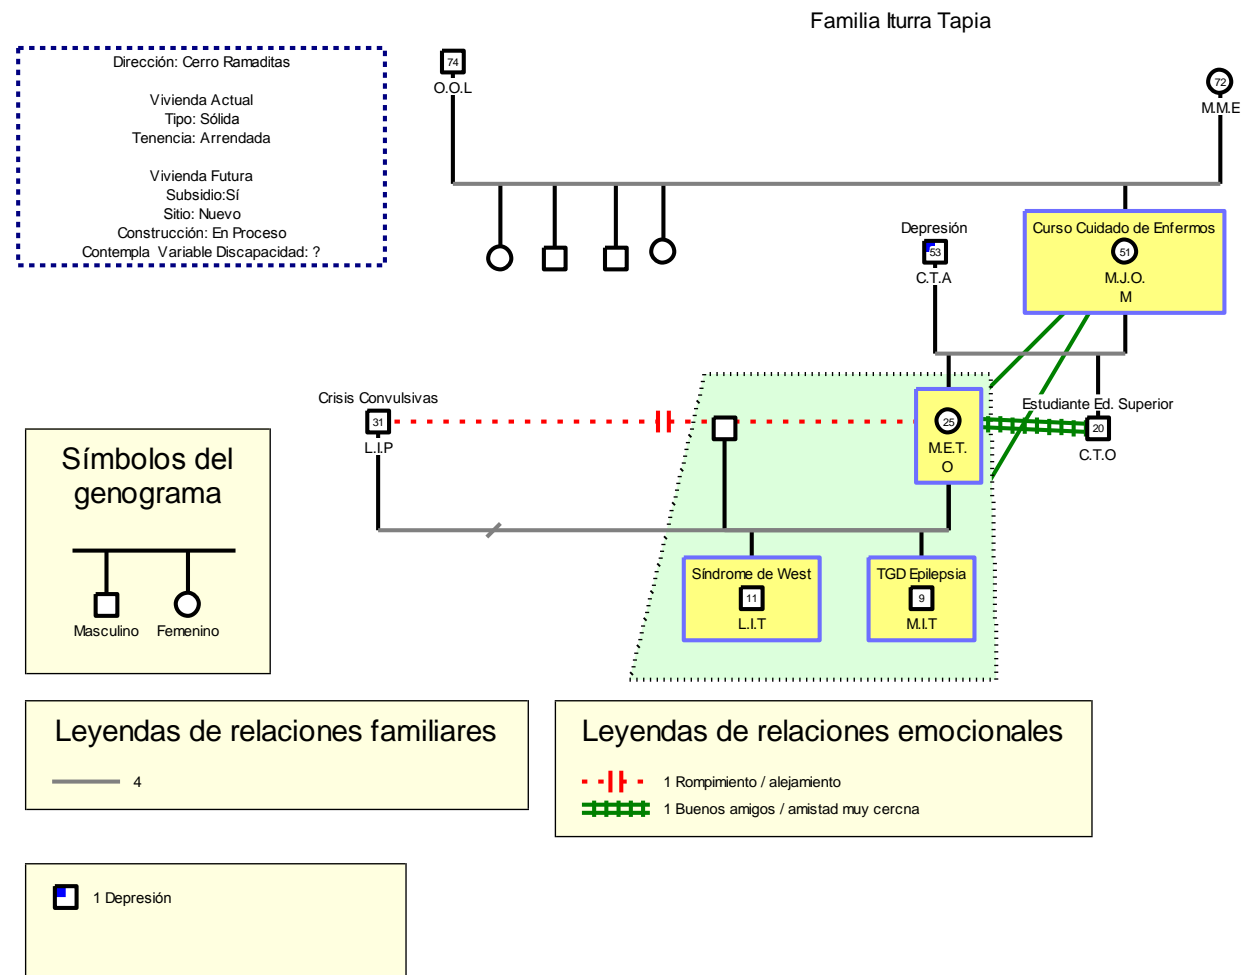 Familia Iturra Tapia
Dirección: Cerro Ramaditas
Vivienda Actual
Tipo: Sólida
Tenencia: Arrendada
Vivienda Futura
Subsidio:Sí
Sitio: Nuevo
Construcción: En Proceso
Contempla Variable Discapacidad: ?
74
O.O.L
72
M.M.E
Depresión
53
C.T.A
Curso Cuidado de Enfermos
51
M.J.O.
M
Crisis Convulsivas
31
L.I.P
25
M.E.T.
O
Estudiante Ed. Superior
20
C.T.O
Síndrome de West
11
L.I.T
TGD Epilepsia
9
M.I.T
Símbolos del
genograma
Masculino
Femenino
Leyendas de relaciones familiares
4
Leyendas de relaciones emocionales
1 Rompimiento / alejamiento
1 Buenos amigos / amistad muy cercna
1 Depresión